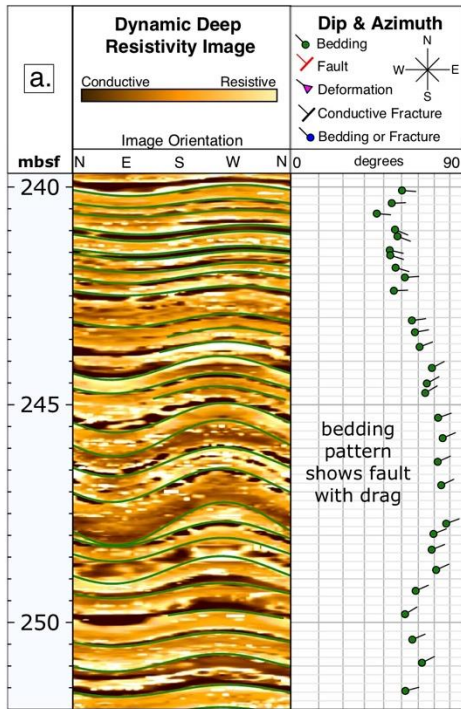 a.
Dynamic Deep
Resistivity Image
Conductive Resistive
Image Orientation
mbsf N E S W N
Dip & Azimuth
Bedding
Fault
Deformation
Conductive Fracture
Bedding or Fracture
N
W E
S
0 degrees 90
240
245
250
bedding
pattern
shows fault
with drag